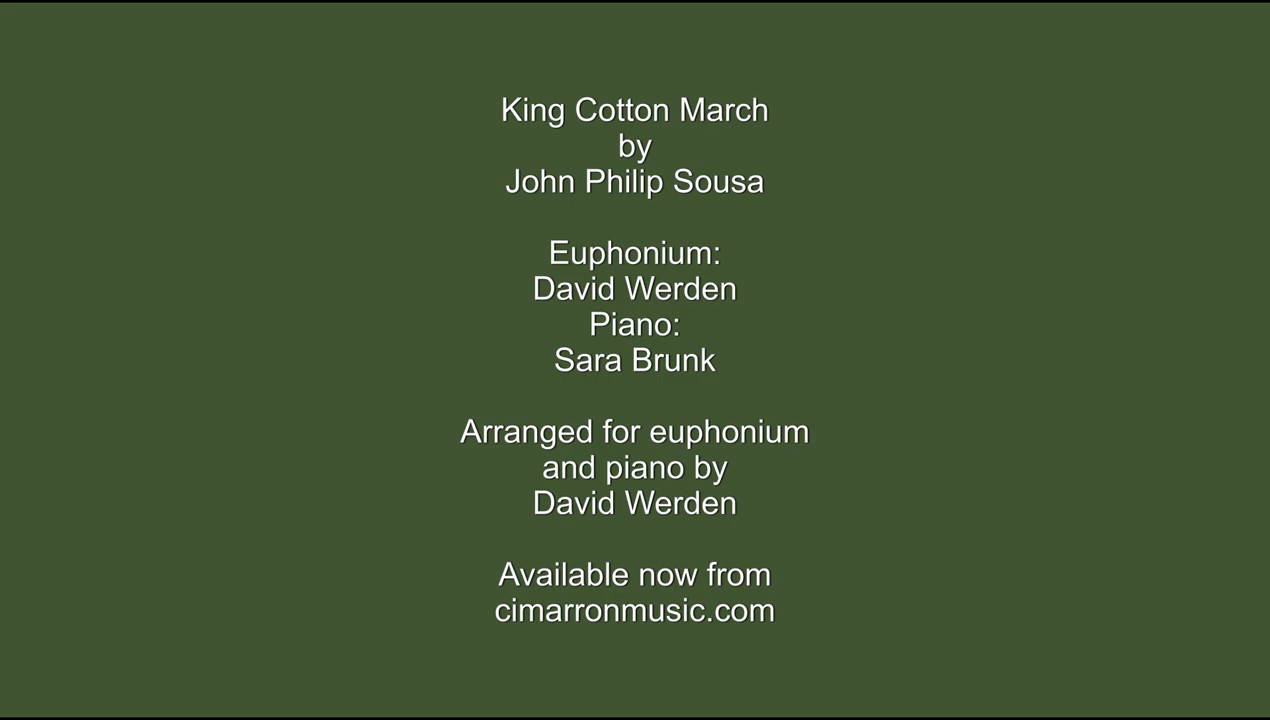 King Cotton March
by
John Philip Sousa
Euphonium:
David Werden
Piano:
Sara Brunk
Arranged for euphonium
and piano by
David Werden
Available now from
cimarronmusic.com